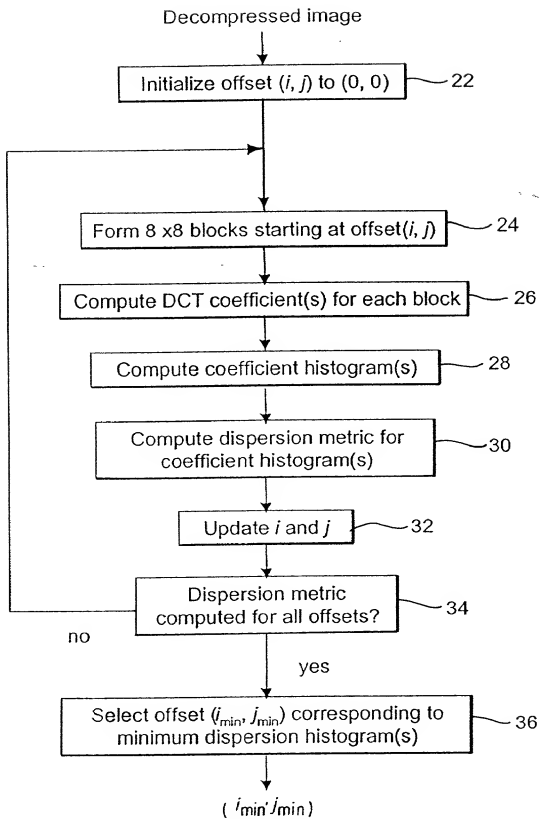 Decompressed image
Initialize offset (i, j) to (0, 0)
22
Form 8 x8 blocks starting at offset(i, j)
24
Compute DCT coefficient(s) for each block
26
Compute coefficient histogram(s)
28
Compute dispersion metric for
coefficient histogram(s)
30
Update i and j
32
Dispersion metric
computed for all offsets?
34
no
yes
Select offset (imin, jmin) corresponding to
minimum dispersion histogram(s)
36
( imin, jmin )